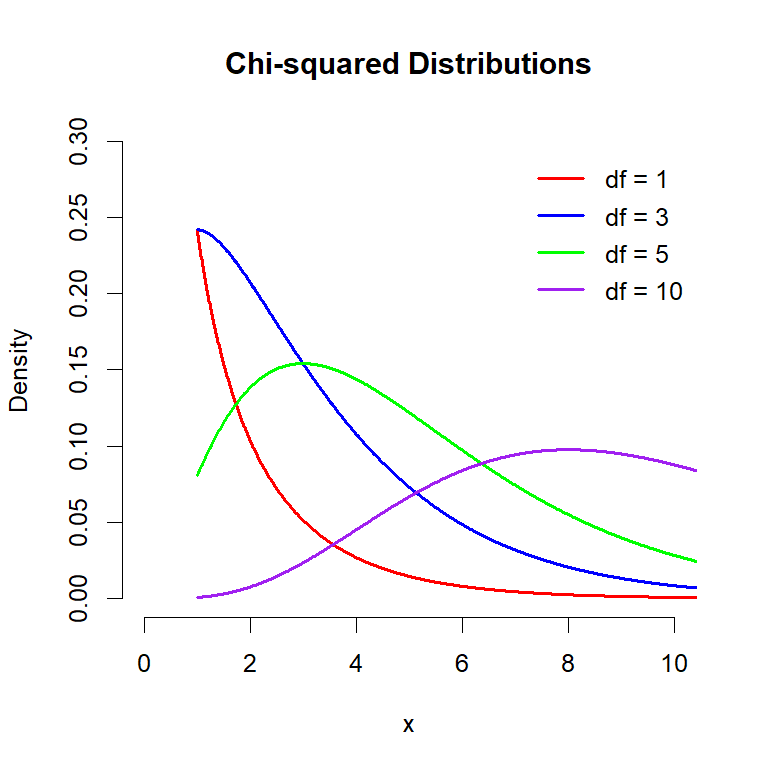 Chi-squared Distributions
0.30
0.25
0.20
0.15
0.10
0.05
0.00
Density
df = 1
df = 3
df = 5
df = 10
0 2 4 6 8 10
x